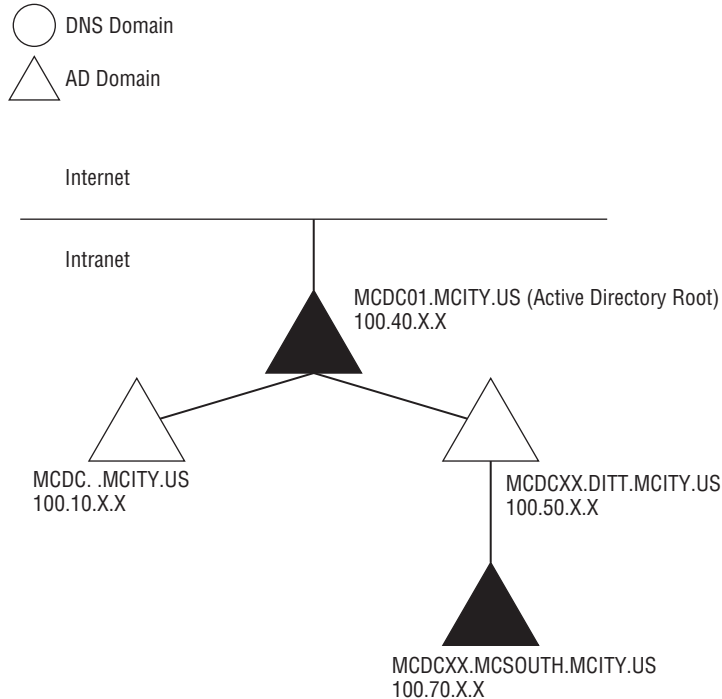 DNS Domain
AD Domain
Internet
Intranet
MCDC01.MCITY.US (Active Directory Root)
100.40.X.X
MCDC. .MCITY.US
100.10.X.X
MCDCXX.DITT.MCITY.US
100.50.X.X
MCDCXX.MCSOUTH.MCITY.US
100.70.X.X